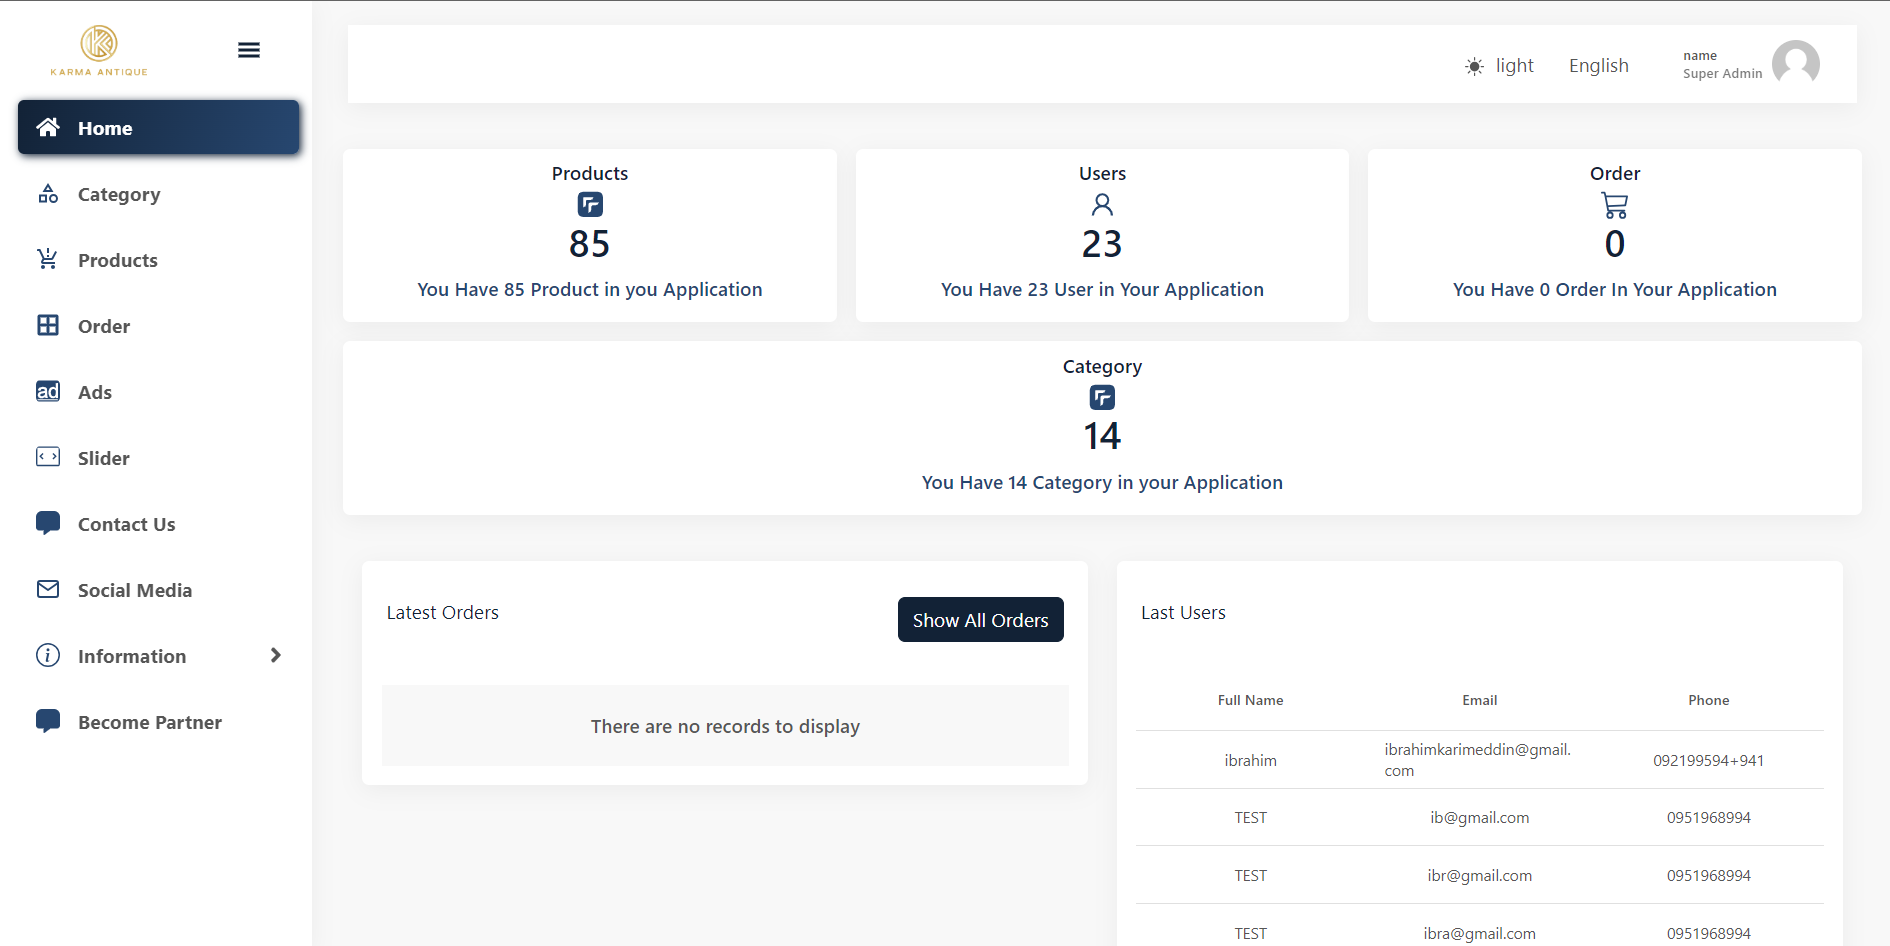 KARMA ANTIQUE
Home
Category
Products
Order
ad Ads
Slider
Contact Us
Social Media
Information
Become Partner
light
English
name
Super Admin
Products
85
You Have 85 Product in you Application
Users
23
You Have 23 User in Your Application
Order
0
You Have 0 Order In Your Application
Category
14
You Have 14 Category in your Application
Latest Orders
Show All Orders
There are no records to display
Last Users
Full Name Email Phone
ibrahim ibrahimkarimeddin@gmail.
com 092199594+941
TEST ib@gmail.com 0951968994
TEST ibr@gmail.com 0951968994
TEST ibra@gmail.com 0951968994